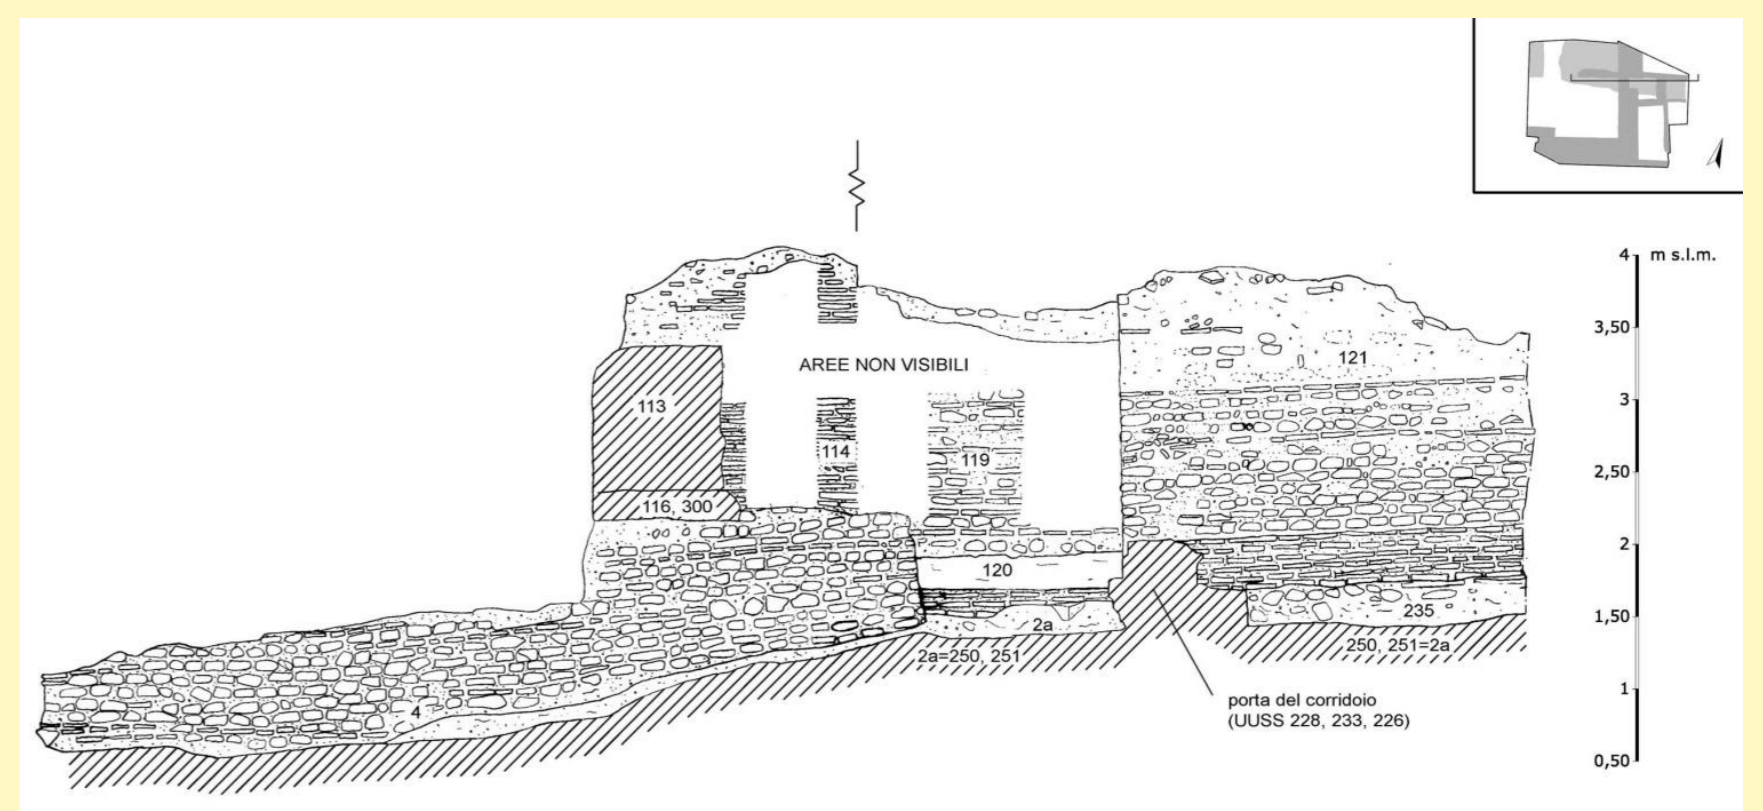 4 m s.l.m.
3,50
AREE NON VISIBILI
121
113
3
114
119
2,50
116, 300
2
120
235
1,50
2a
2a=250, 251
250, 251=2a
4
1
porta del corridoio
(UUSS 228, 233, 226)
0,50